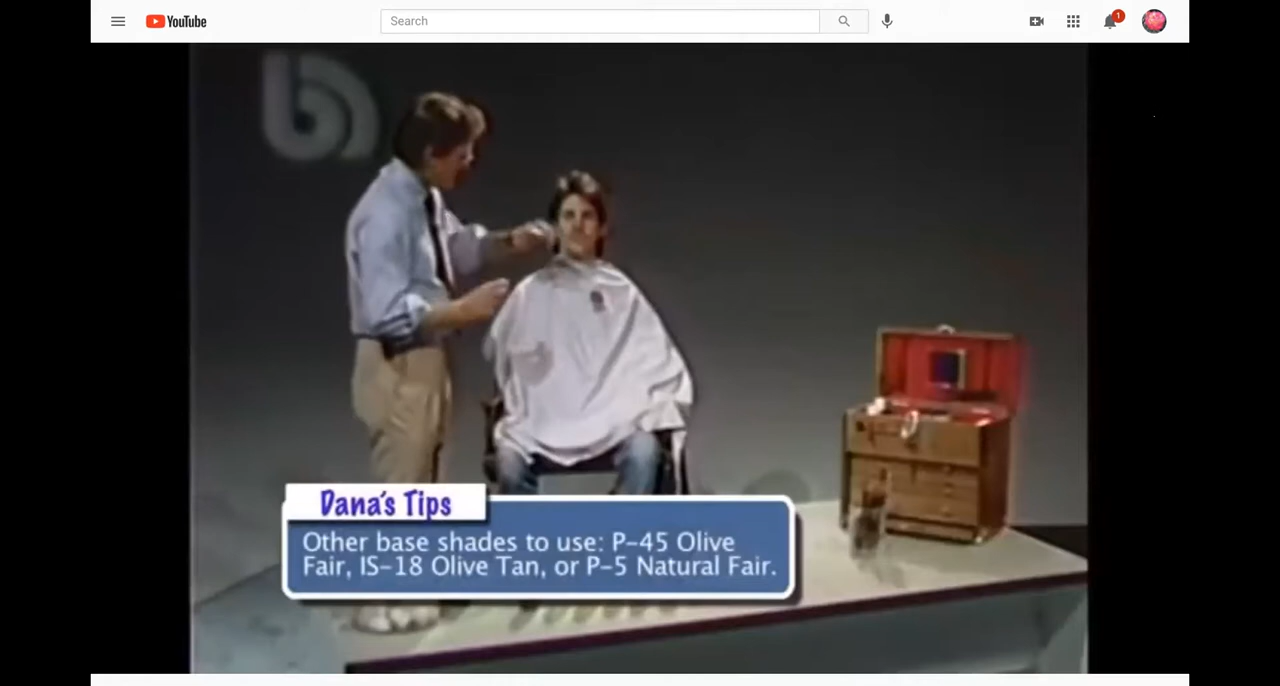 YouTube
Search
1
b
Dana's Tips
Other base shades to use: P-45 Olive
Fair, IS-18 Olive Tan, or P-5 Natural Fair.